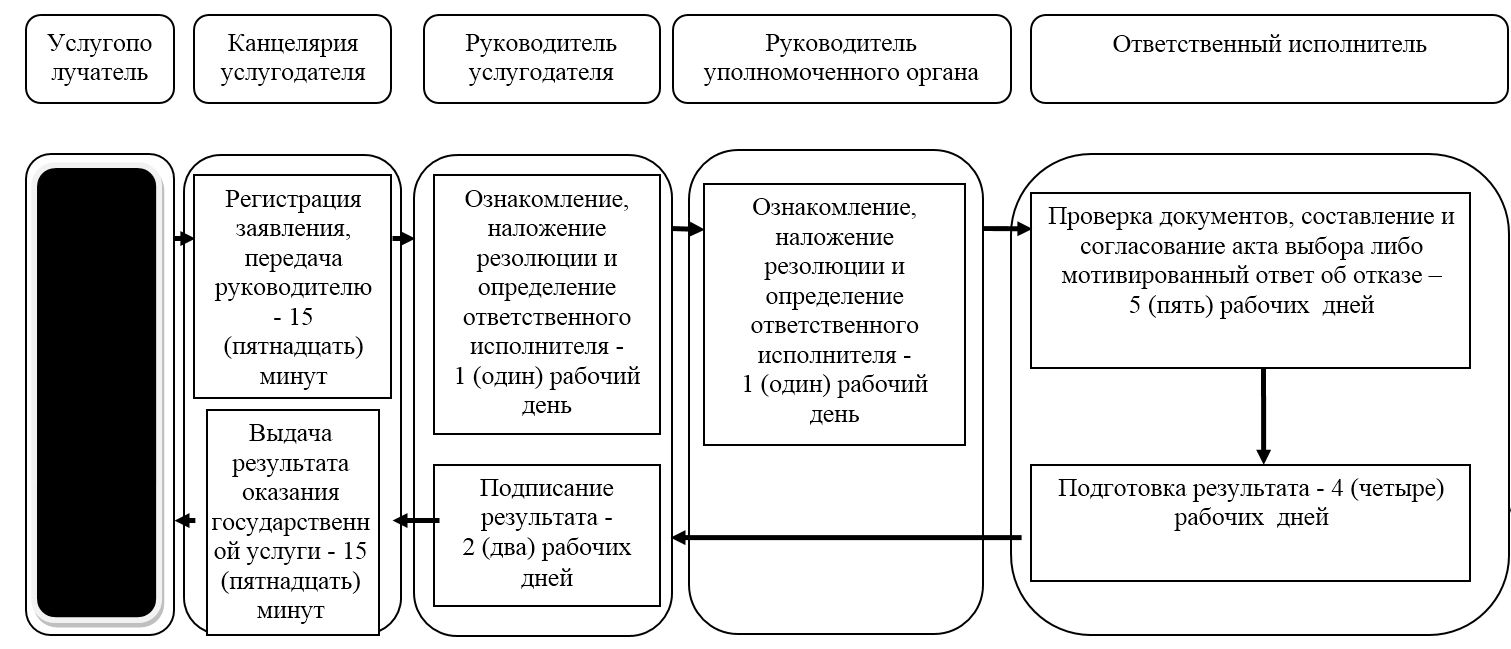 Услугопо
лучатель
Канцелярия
услугодателя
Руководитель
услугодателя
Руководитель
уполномоченного органа
Ответственный исполнитель
Регистрация
заявления,
передача
руководителю
- 15
(пятнадцать)
минут
Ознакомление,
наложение
резолюции и
определение
ответственного
исполнителя -
1 (один) рабочий
день
Ознакомление,
наложение
резолюции и
определение
ответственного
исполнителя -
1 (один) рабочий
день
Проверка документов, составление и
согласование акта выбора либо
мотивированный ответ об отказе –
5 (пять) рабочих  дней
Выдача
результата
оказания
государственн
ой услуги - 15
(пятнадцать)
минут
Подписание
результата -
2 (два) рабочих
дней
Подготовка результата - 4 (четыре)
рабочих  дней